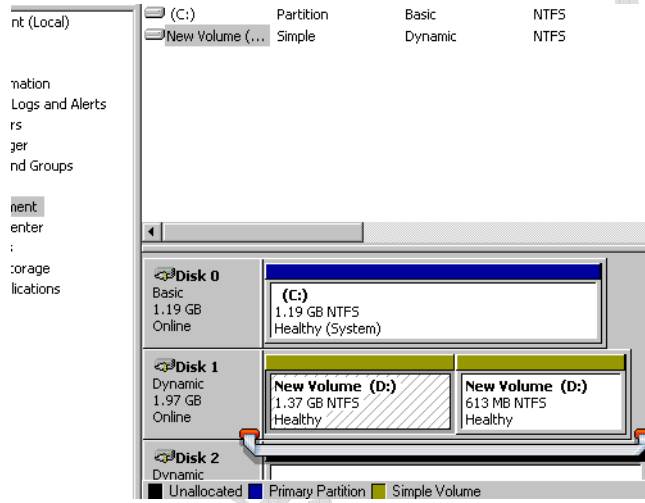 nt (Local)
mation
Logs and Alerts
rs
ger
nd Groups
ment
enter
s
torage
lications
(C:) Partition Basic NTFS
New Volume (... Simple Dynamic NTFS
Disk 0
Basic
1.19 GB
Online
(C:)
1.19 GB NTFS
Healthy (System)
Disk 1
Dynamic
1.97 GB
Online
New Volume (D:)
1.37 GB NTFS
Healthy
New Volume (D:)
613 MB NTFS
Healthy
Disk 2
Dynamic
Unallocated Primary Partition Simple Volume